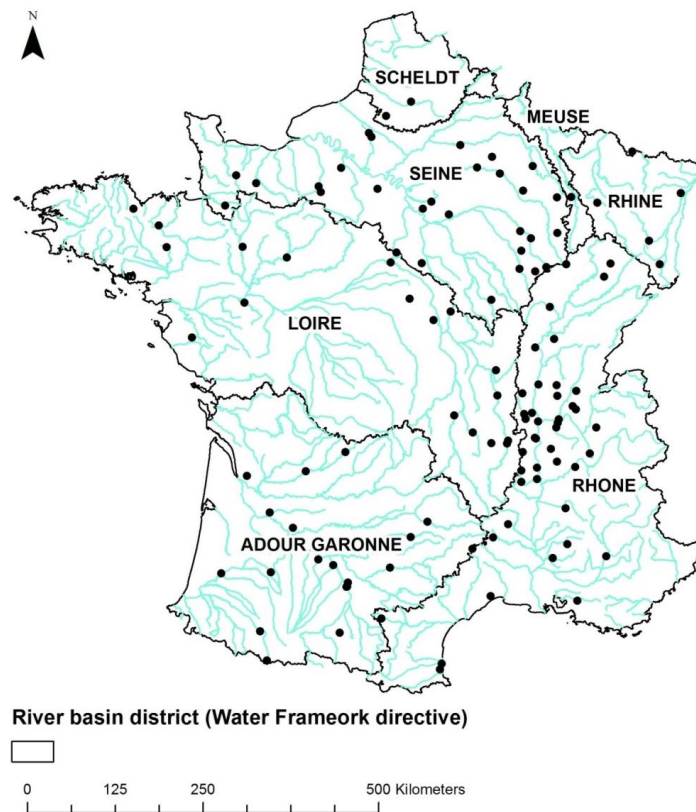 N
SCHELDT
MEUSE
SEINE
RHINE
LOIRE
RHONE
ADOUR GARONNE
River basin district (Water Frameork directive)
0 125 250 500 Kilometers